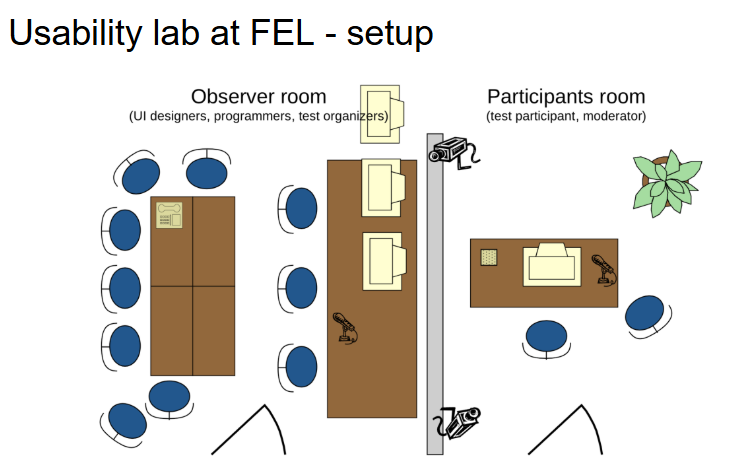 Usability lab at FEL - setup
Observer room
(UI designers, programmers, test organizers)
Participants room
(test participant, moderator)